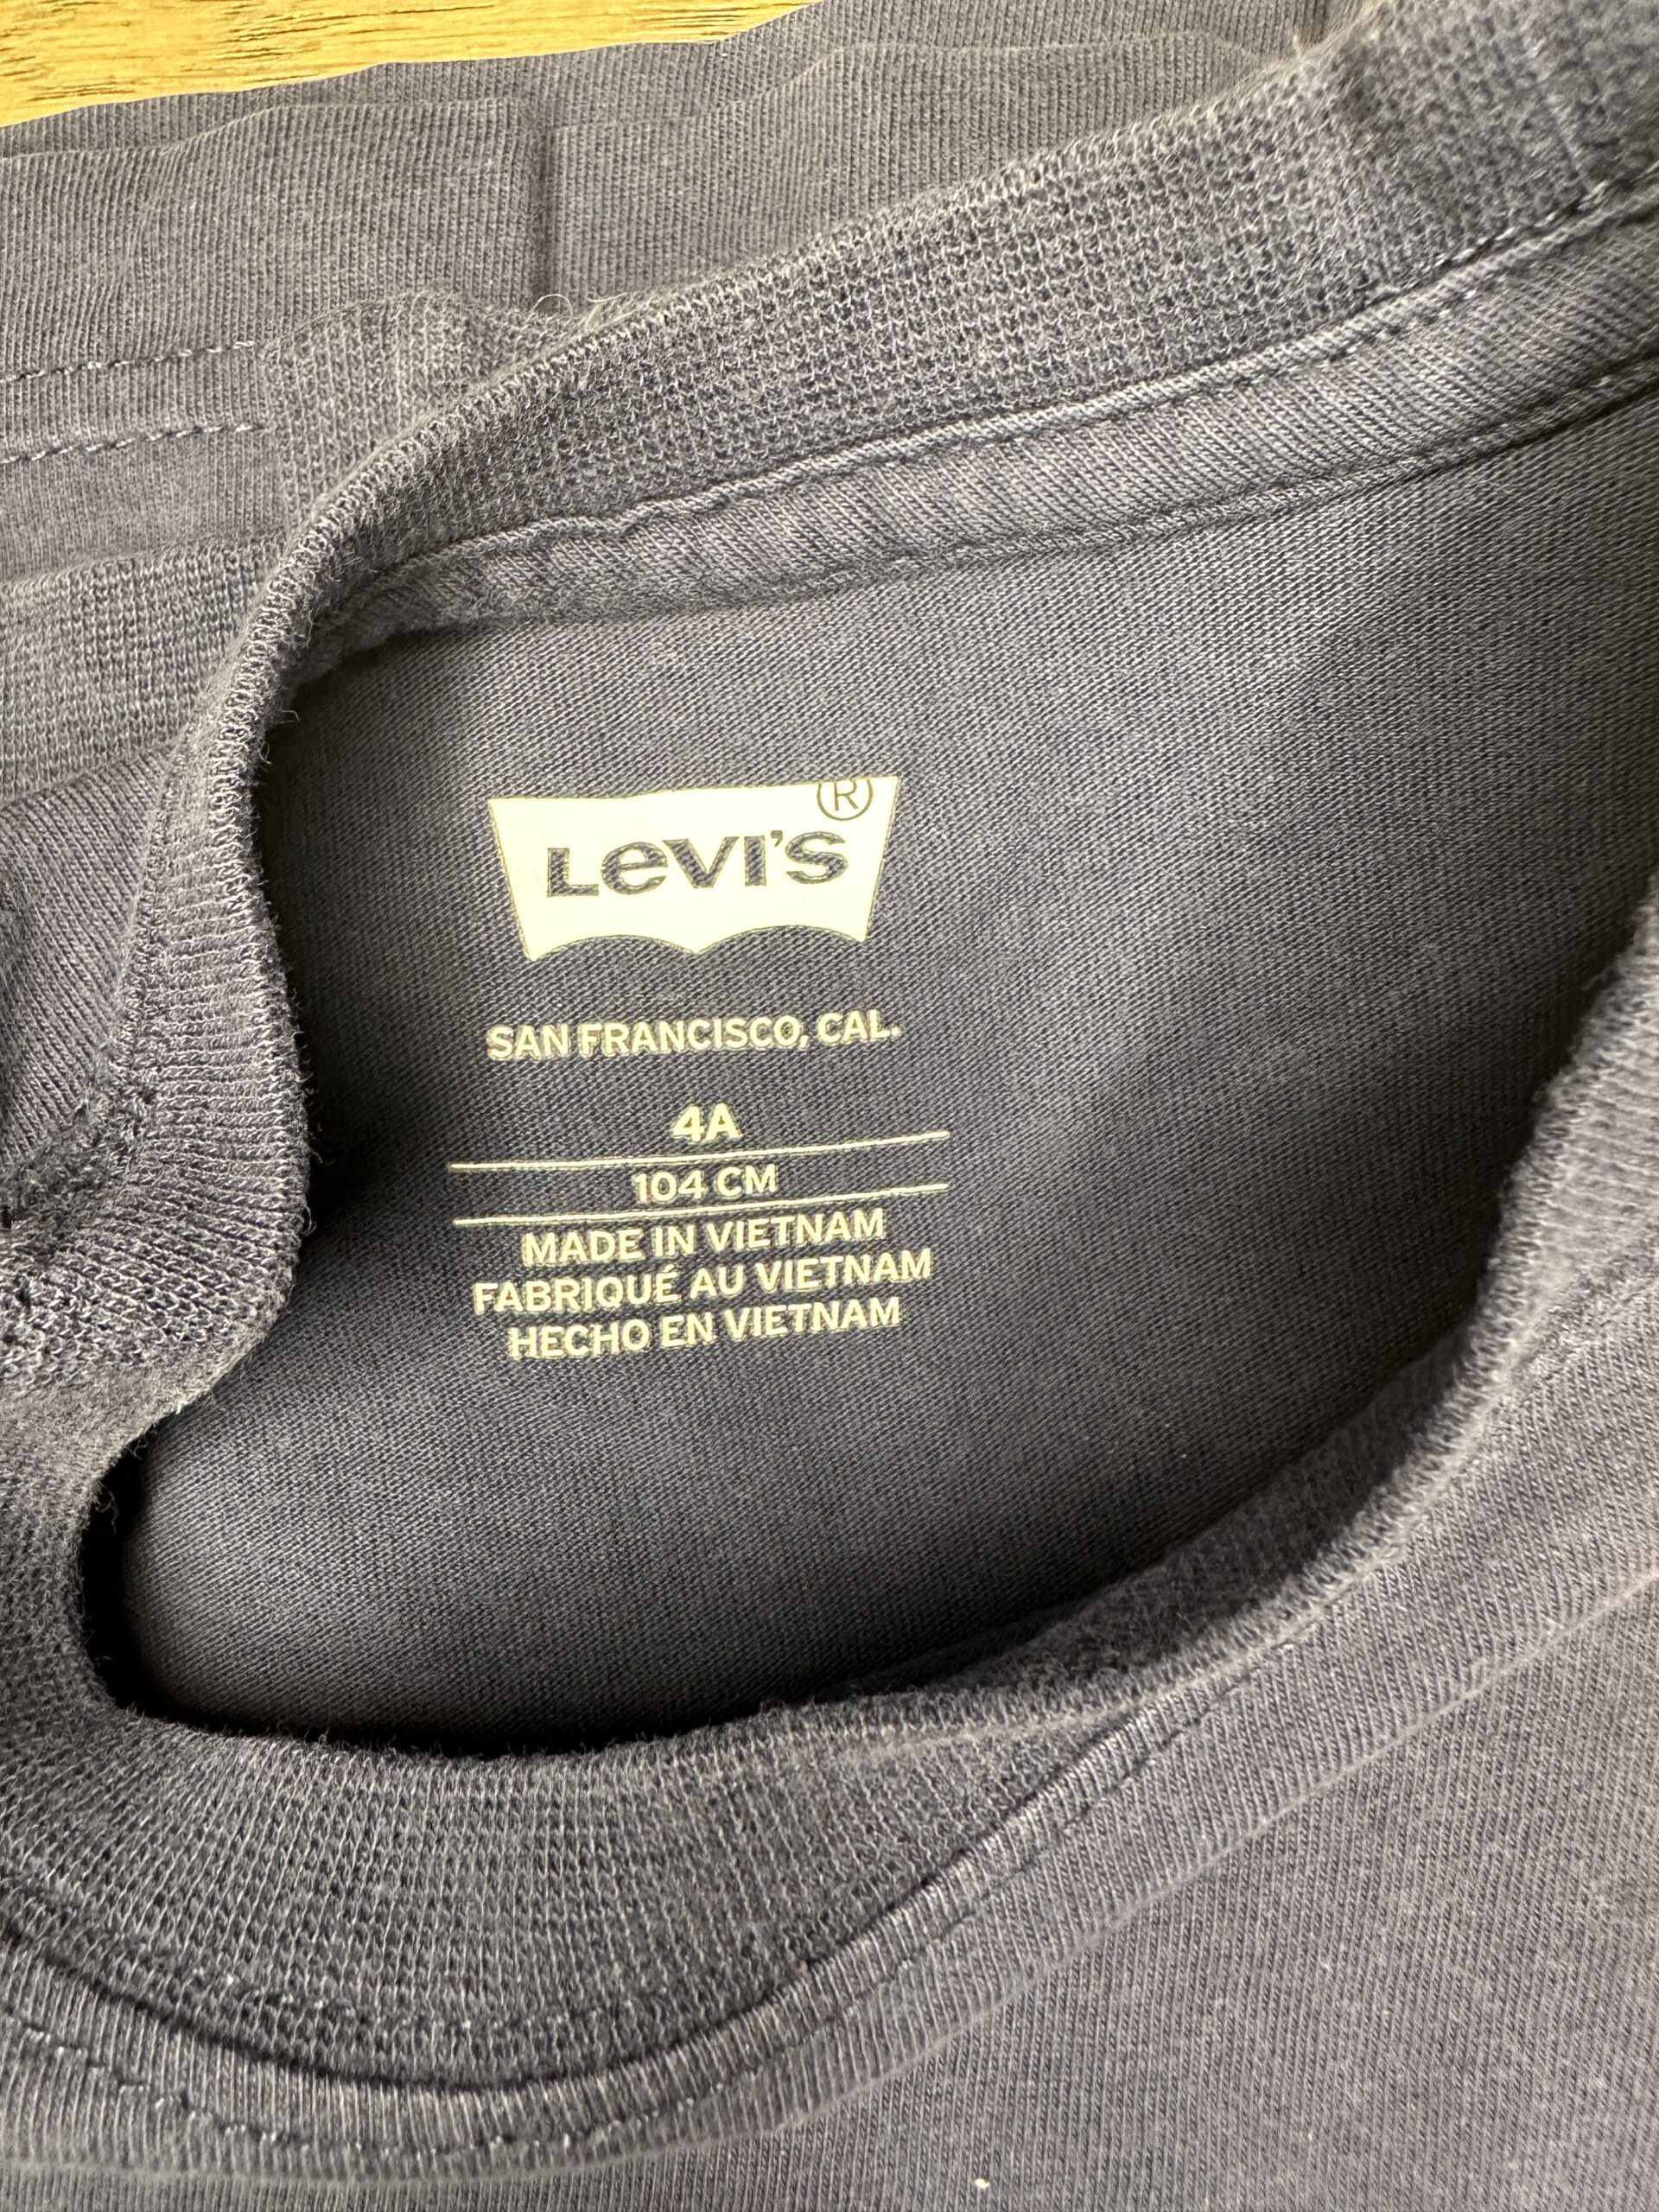 LEVI'S®
SAN FRANCISCO, CAL.
4A
104 CM
MADE IN VIETNAM
FABRIQUÉ AU VIETNAM
HECHO EN VIETNAM